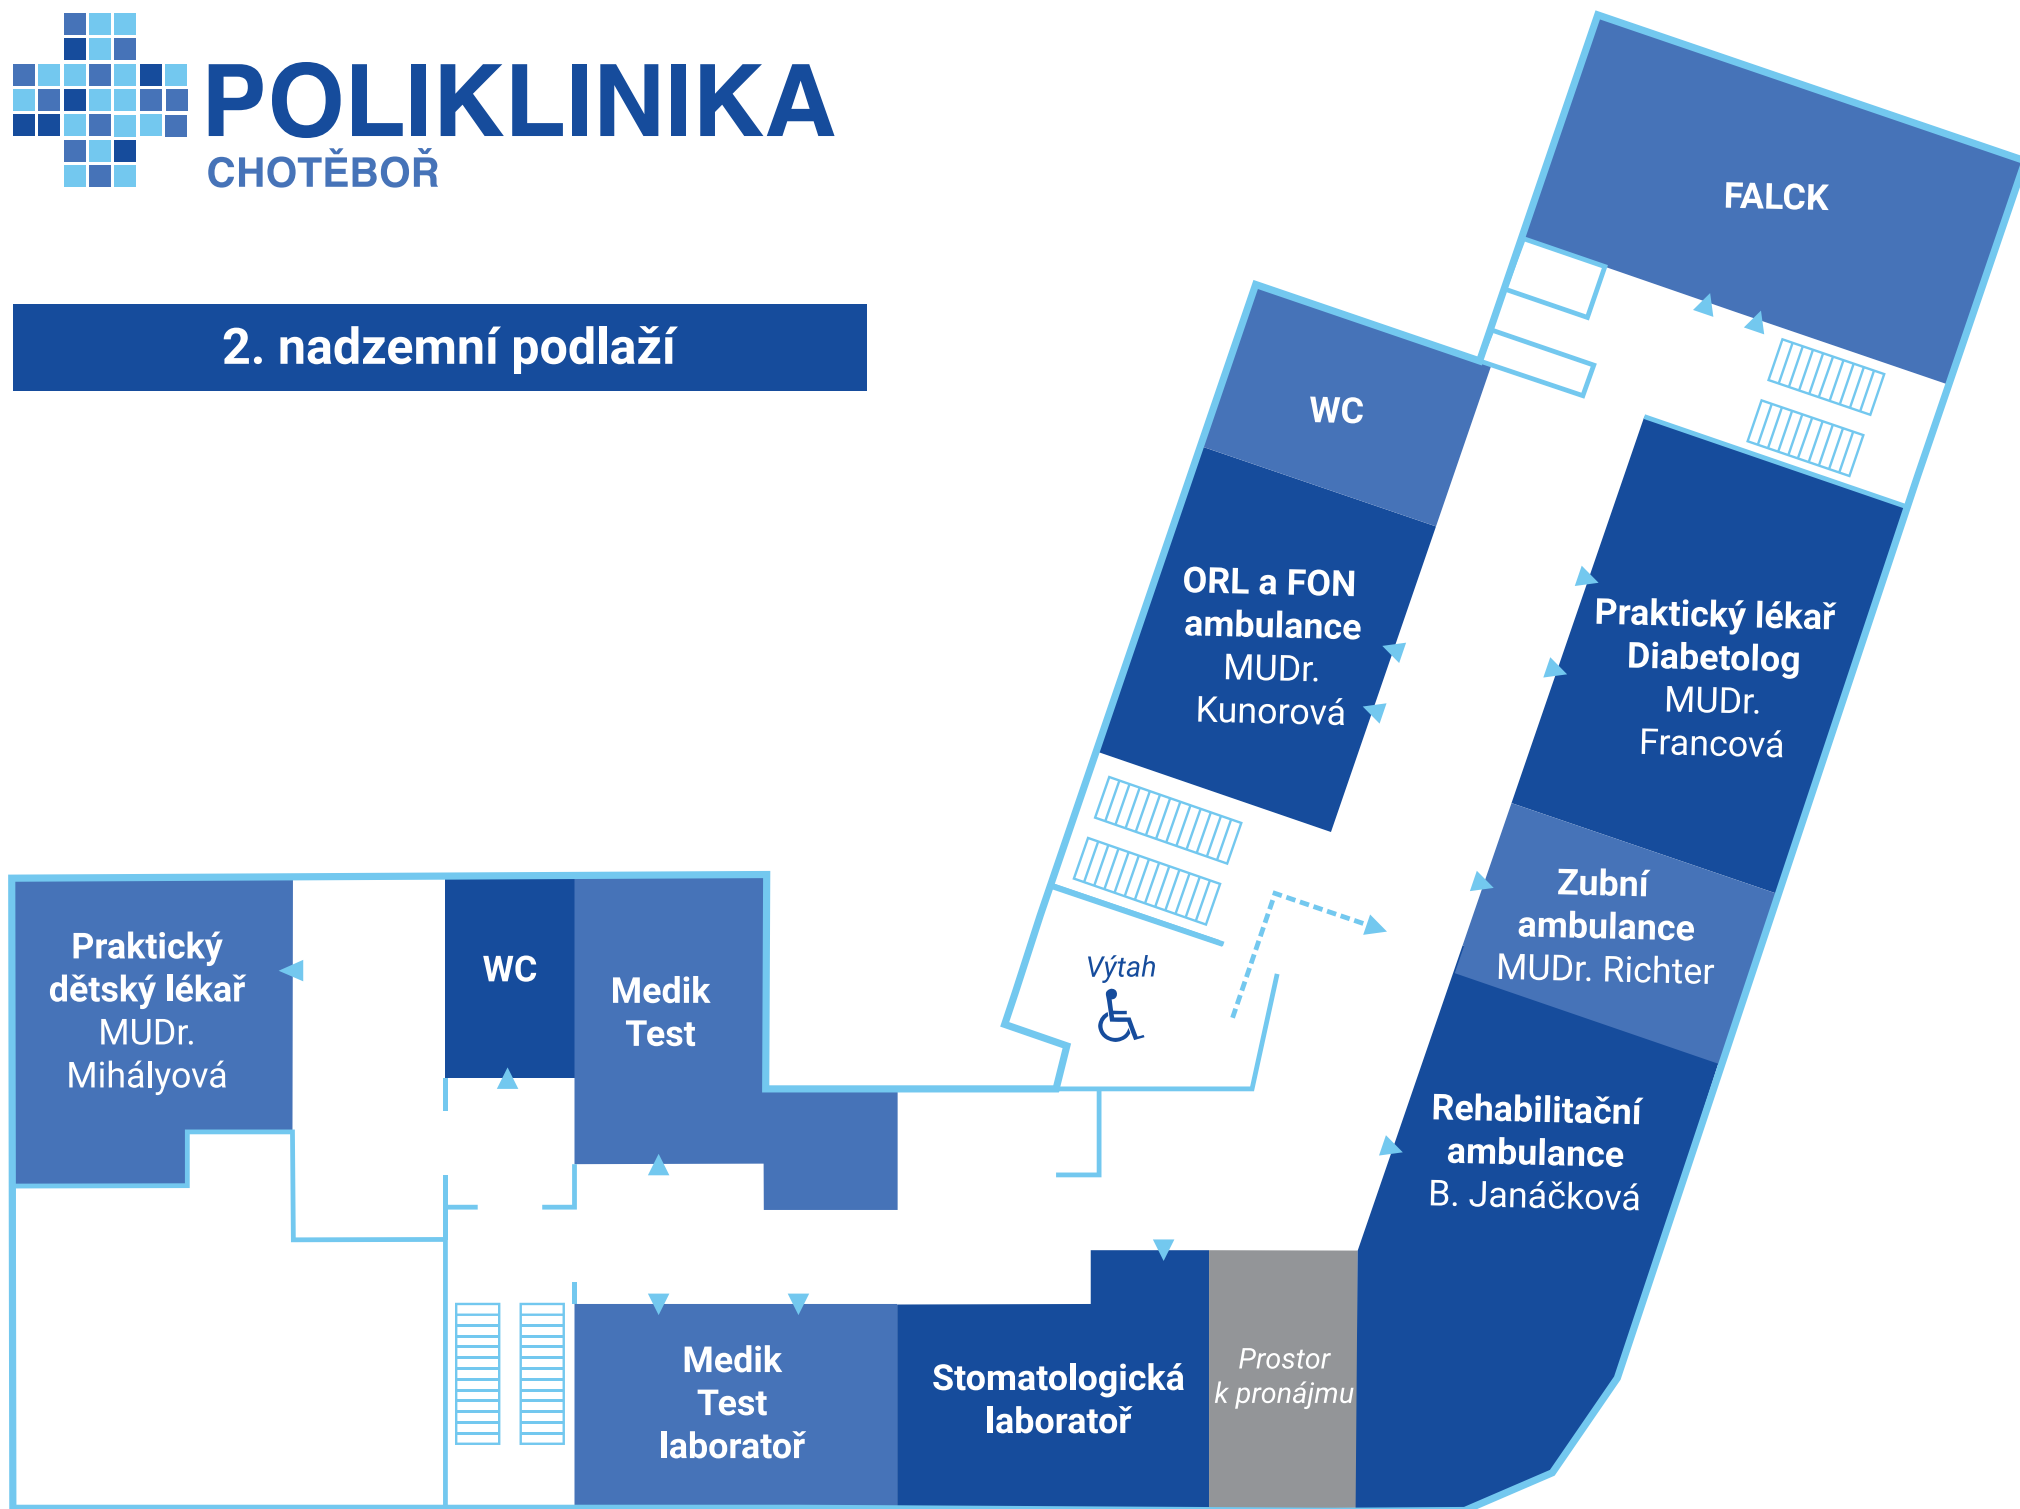 POLIKLINIKA
CHOTĚBOŘ
2. nadzemní podlaží
FALCK
WC
ORL a FON
ambulance
MUDr.
Kunorová
Praktický lékař
Diabetolog
MUDr.
Francová
Zubní
ambulance
MUDr. Richter
Výtah
Praktický
dětský lékař
MUDr.
Mihályová
WC
Medik
Test
Rehabilitační
ambulance
B. Janáčková
Medik
Test
laboratoř
Stomatologická
laboratoř
Prostor
k pronájmu